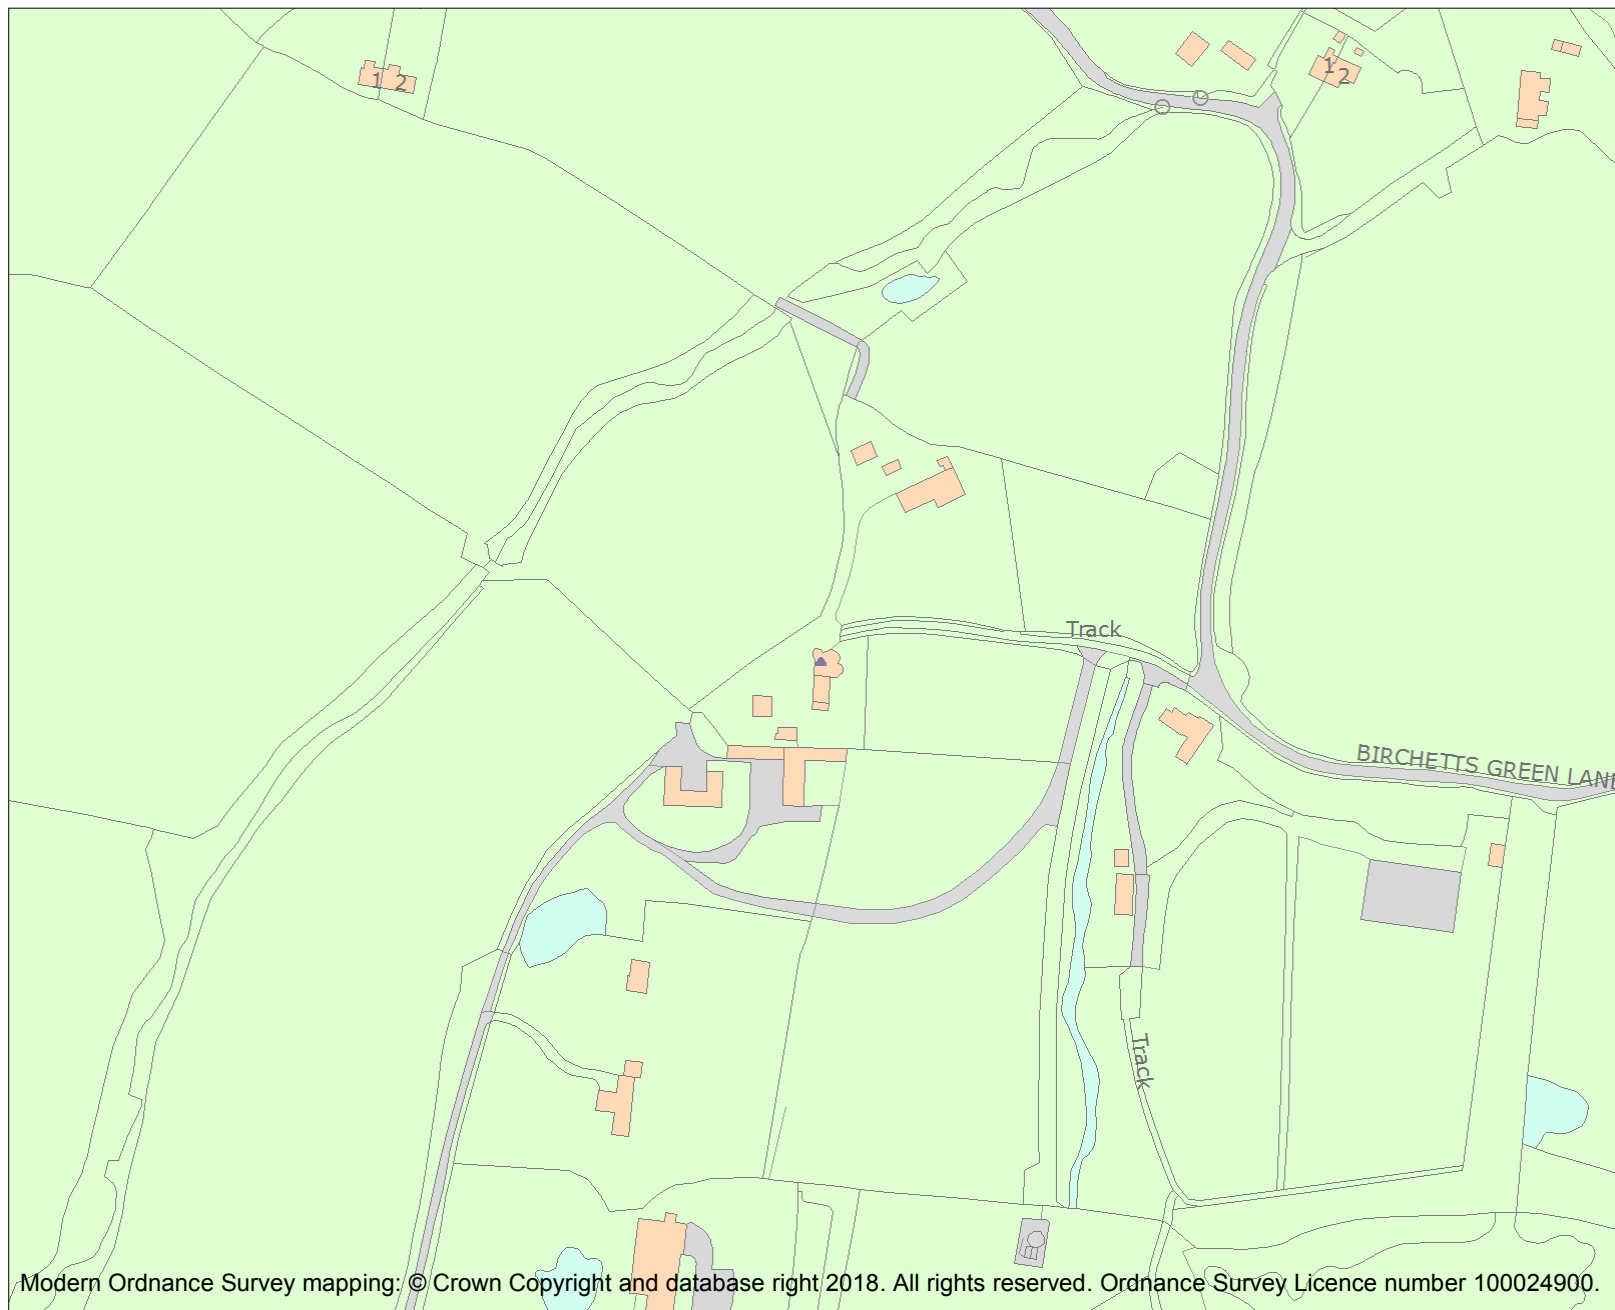 1 2
1
2
Track
BIRCHETTS GREEN LANE
Track
Modern Ordnance Survey mapping: © Crown Copyright and database right 2018. All rights reserved. Ordnance Survey Licence number 100024900.